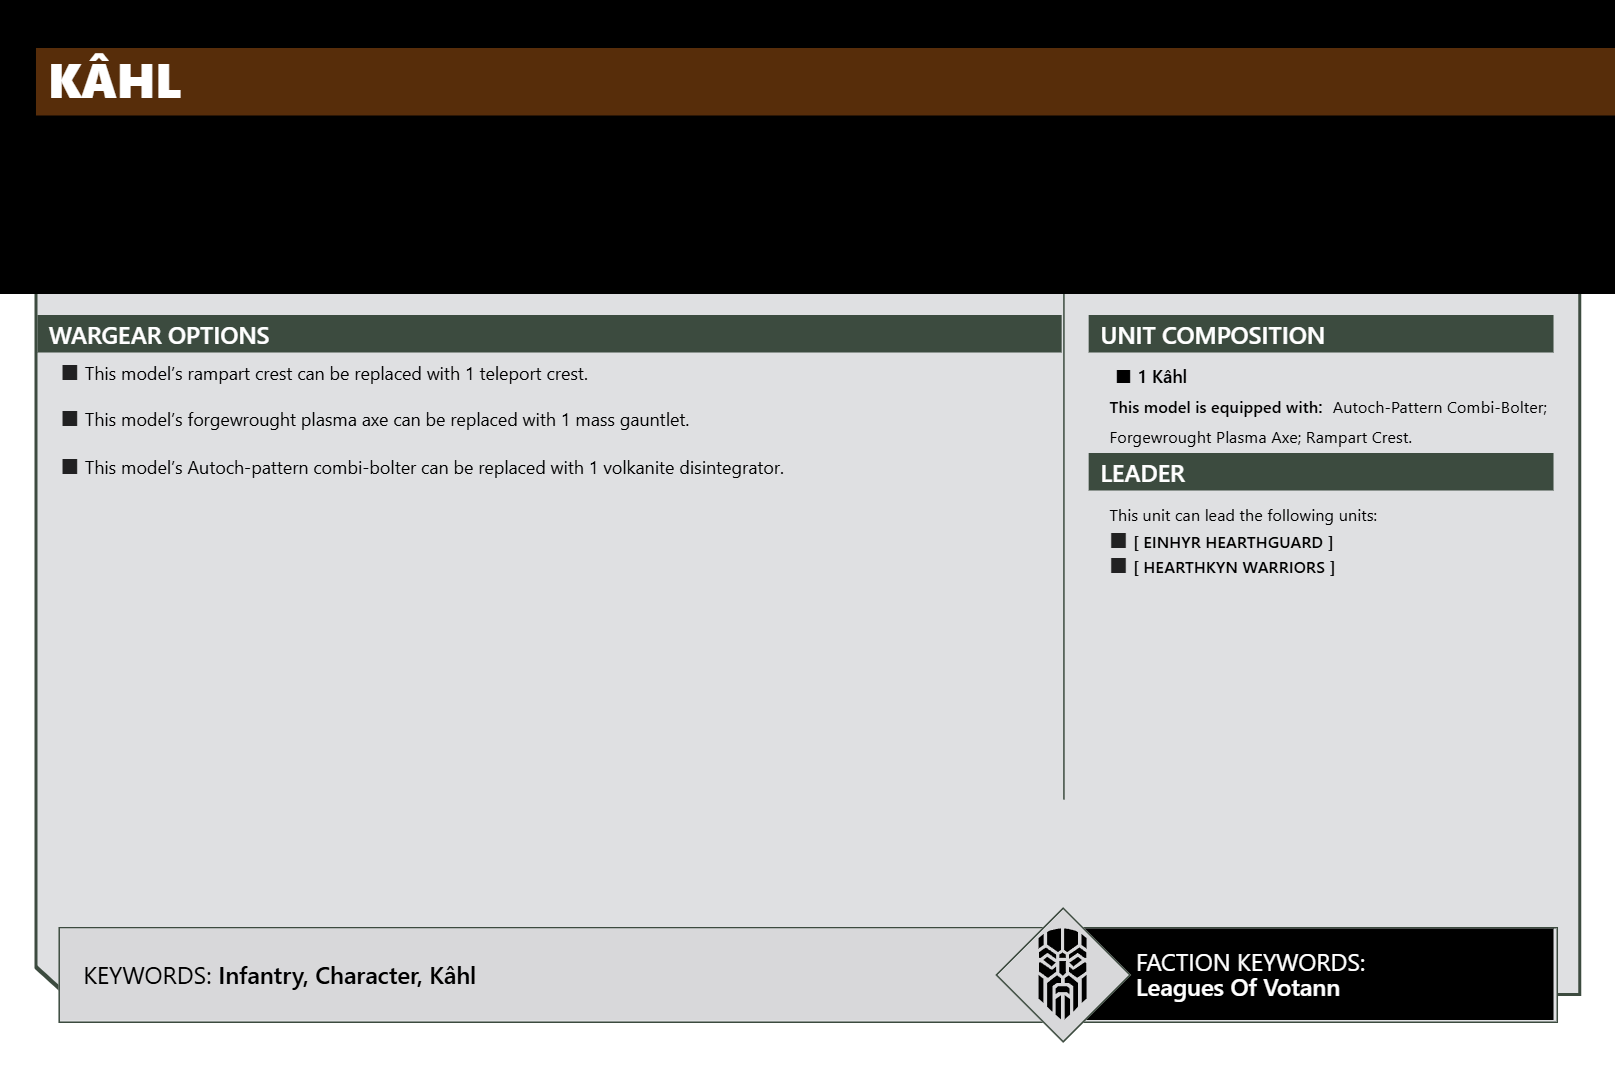 KÂHL
WARGEAR OPTIONS
This model’s rampart crest can be replaced with 1 teleport crest.
This model’s forgewrought plasma axe can be replaced with 1 mass gauntlet.
This model’s Autoch-pattern combi-bolter can be replaced with 1 volkanite disintegrator.
UNIT COMPOSITION
1 Kâhl
This model is equipped with: Autoch-Pattern Combi-Bolter;
Forgewrought Plasma Axe; Rampart Crest.
LEADER
This unit can lead the following units:
[ EINHYR HEARTHGUARD ]
[ HEARTHKYN WARRIORS ]
KEYWORDS: Infantry, Character, Kâhl
FACTION KEYWORDS:
Leagues Of Votann